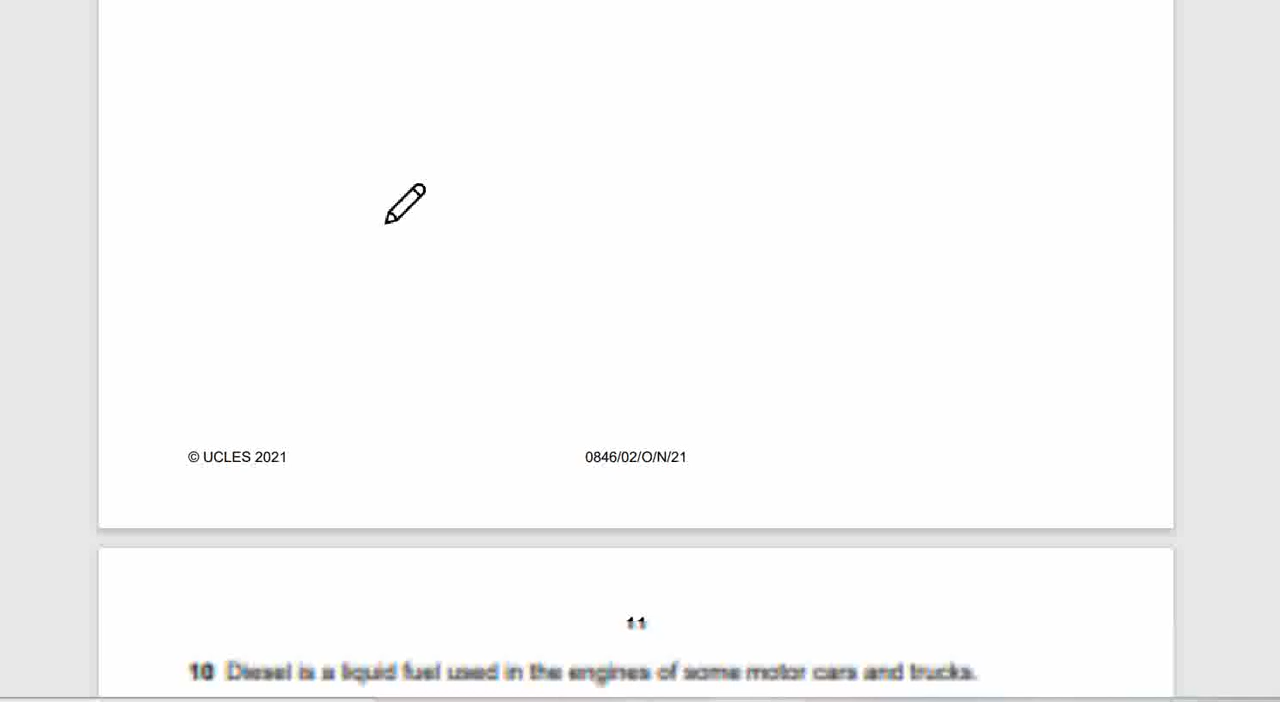 © UCLES 2021
0846/02/O/N/21
11
10 Diesel is a liquid fuel used in the engines of some motor cars and trucks.